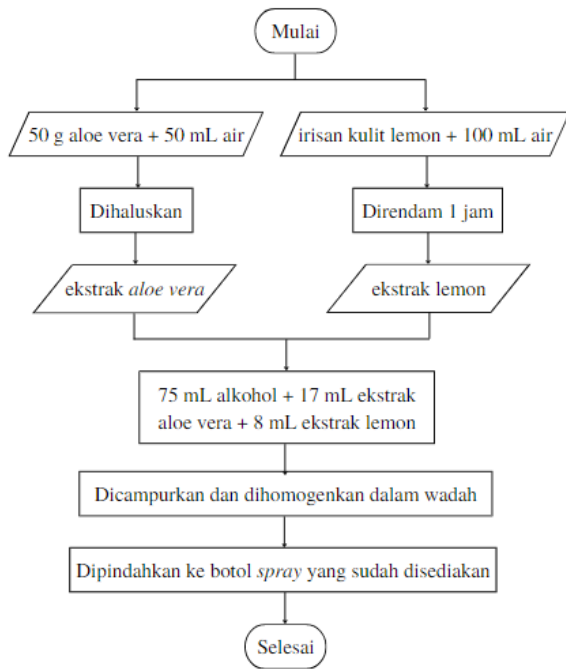 Mulai
50 g aloe vera + 50 mL air
irisan kulit lemon + 100 mL air
Dihaluskan
Direndam 1 jam
ekstrak aloe vera
ekstrak lemon
75 mL alkohol + 17 mL ekstrak
aloe vera + 8 mL ekstrak lemon
Dicampurkan dan dihomogenkan dalam wadah
Dipindahkan ke botol spray yang sudah disediakan
Selesai